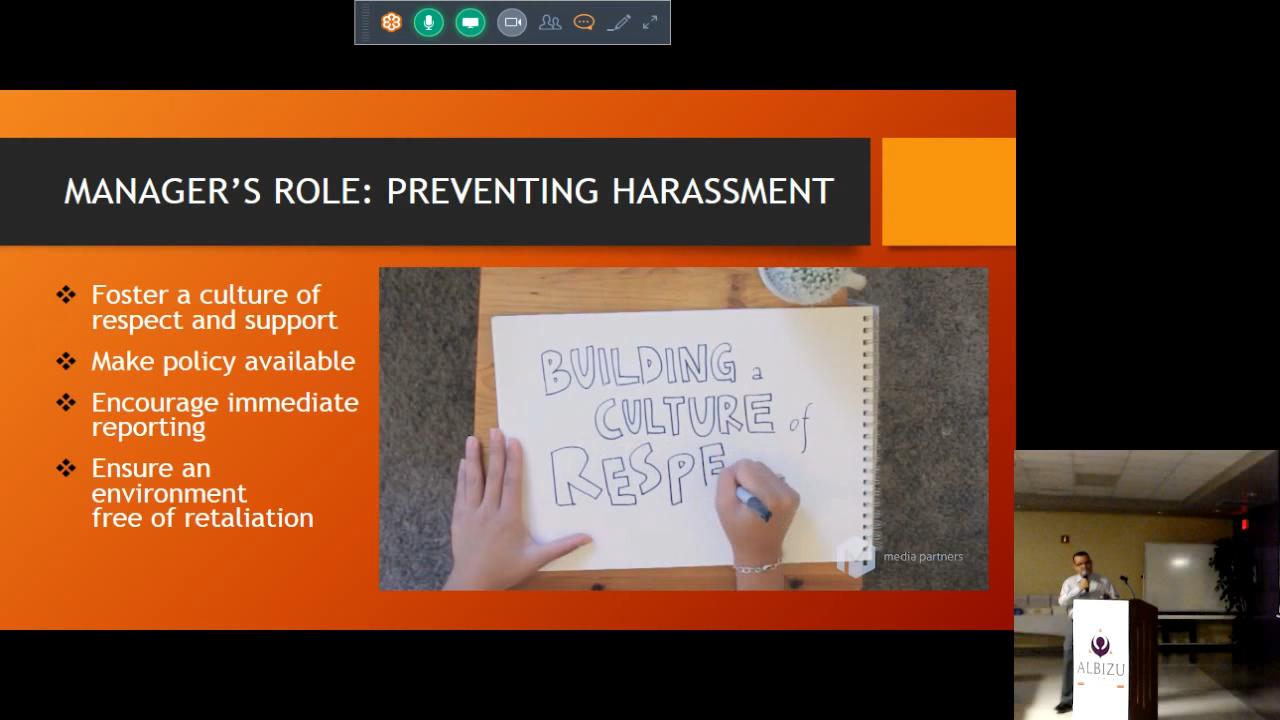 MANAGER'S ROLE: PREVENTING HARASSMENT
Foster a culture of
respect and support
Make policy available
Encourage immediate
reporting
Ensure an
environment
free of retaliation
BUILDING a
CULTURE of
RESPE
media partners
ALBIZU